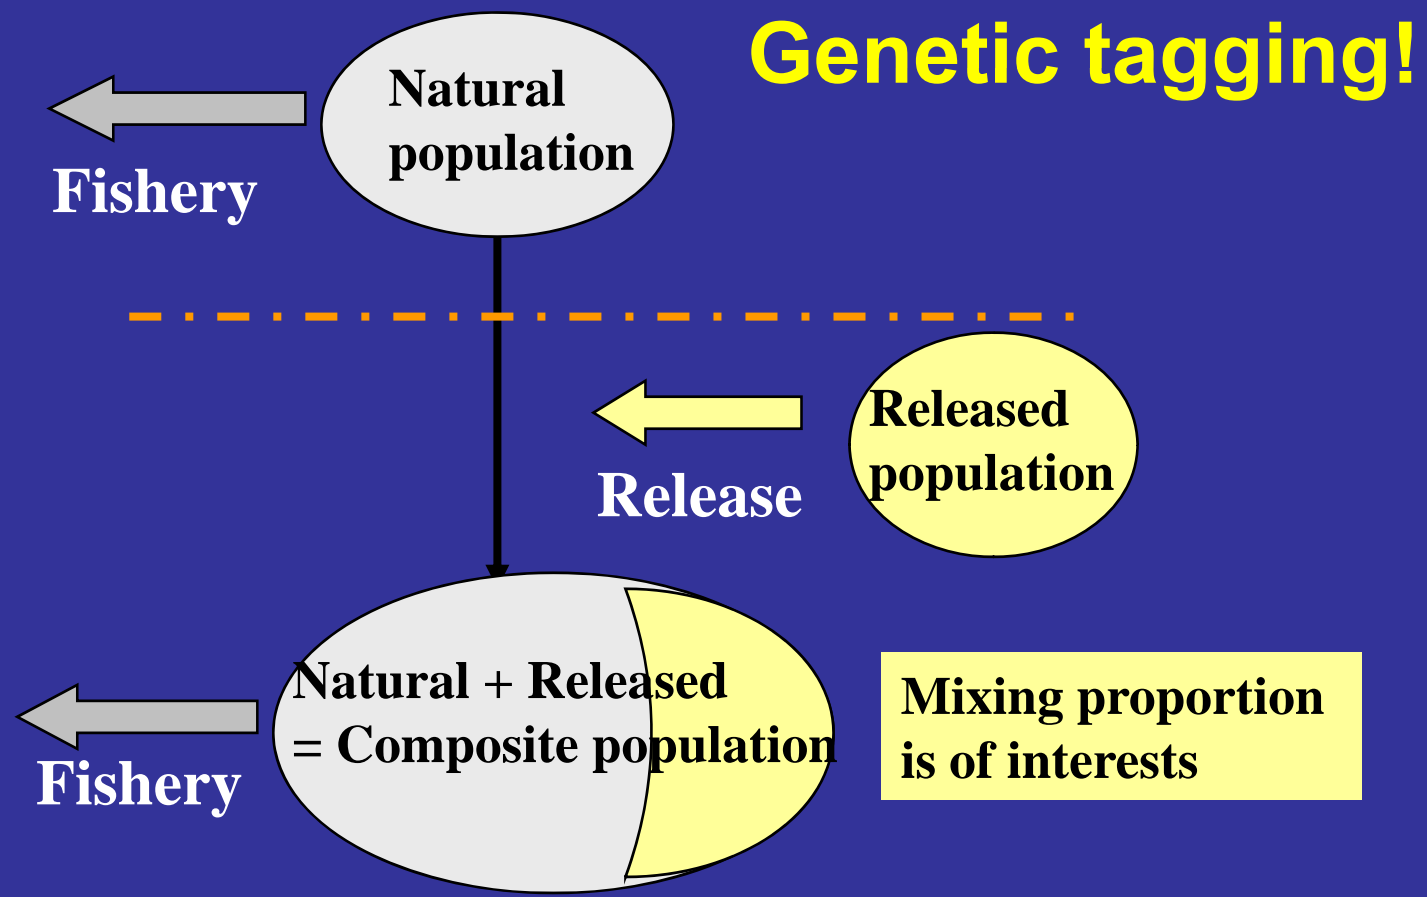 Genetic tagging!
Natural
population
Fishery
Released
population
Release
Natural + Released
= Composite population
Fishery
Mixing proportion
is of interests